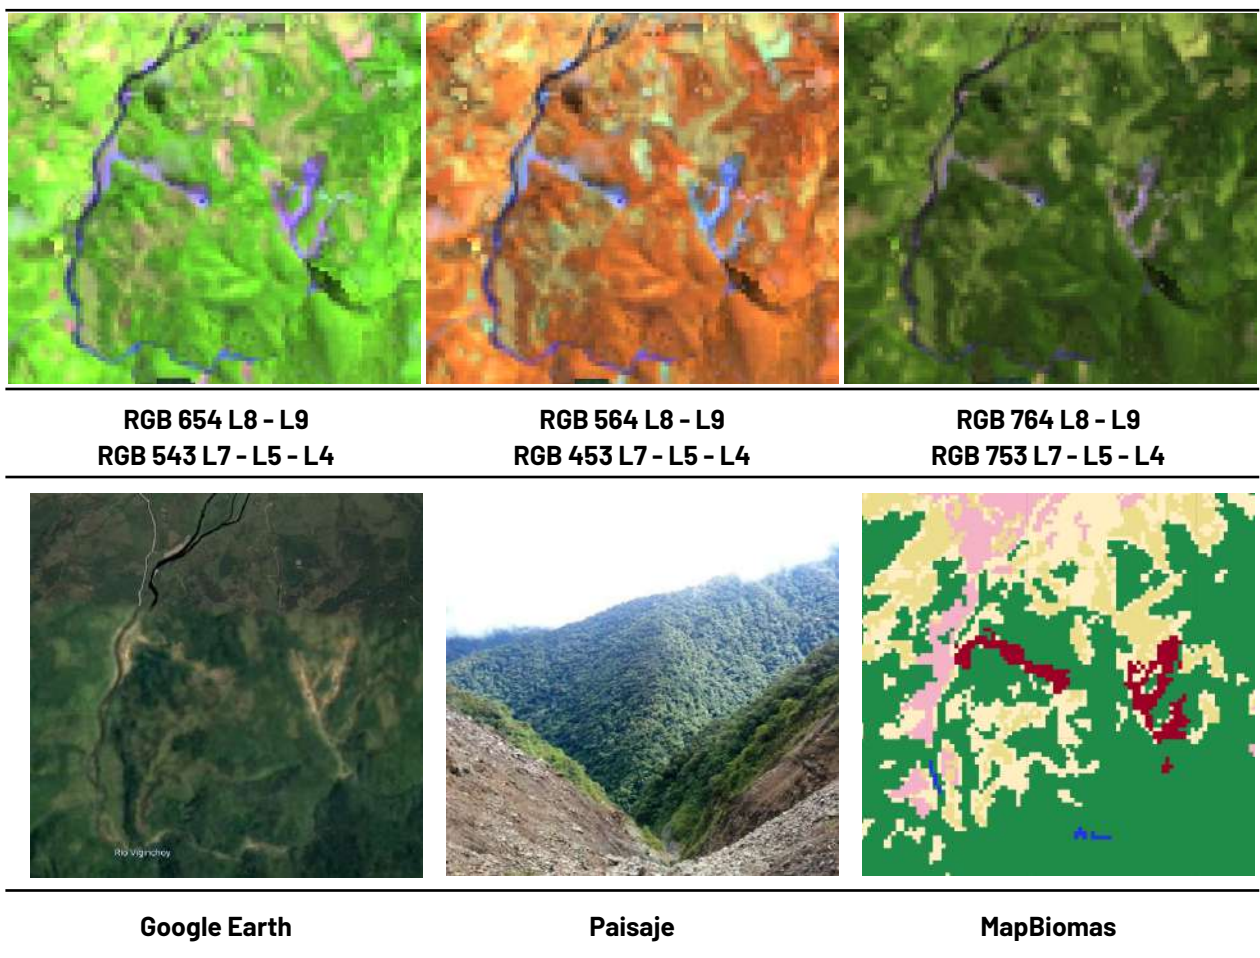 RGB 654 L8 - L9
RGB 543 L7 - L5 - L4
RGB 564 L8 - L9
RGB 453 L7 - L5 - L4
RGB 764 L8 - L9
RGB 753 L7 - L5 - L4
Río
Google Earth
Paisaje
MapBiomas